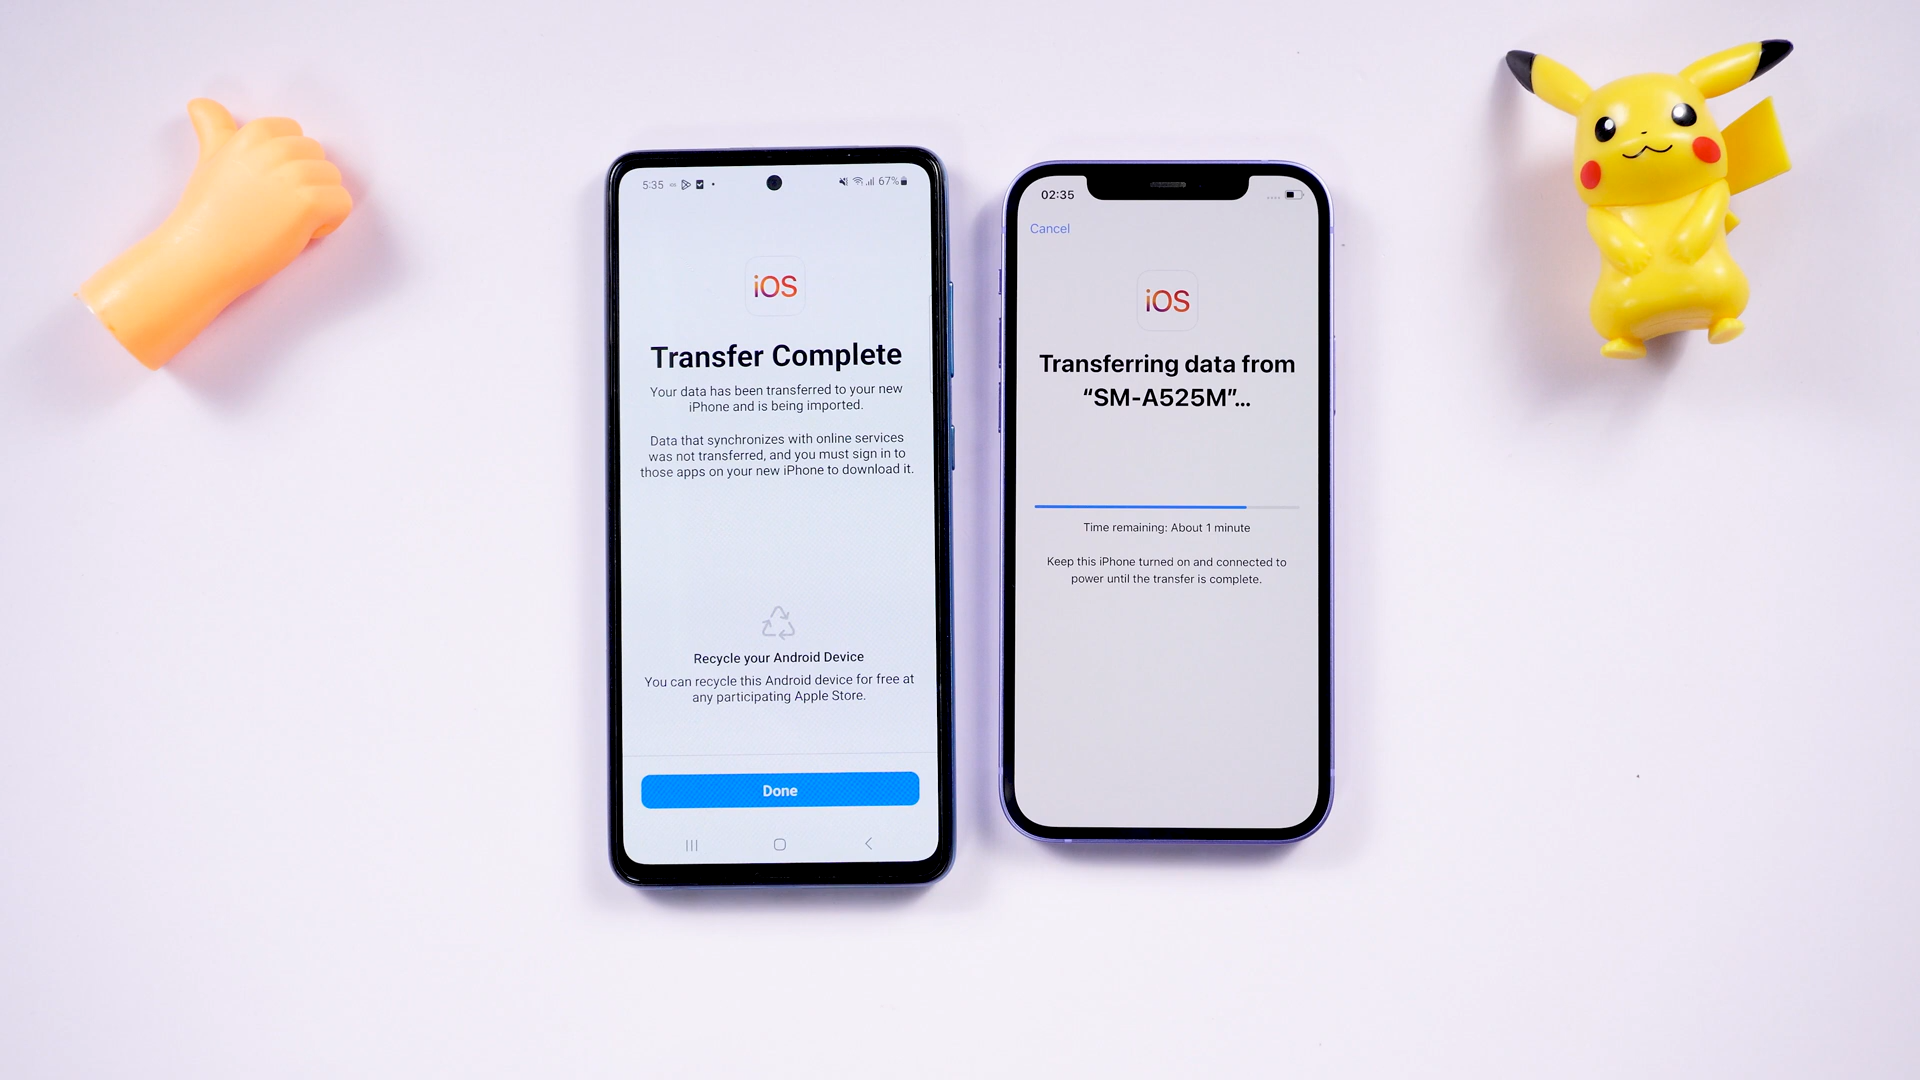 5:35
67%
iOS
Transfer Complete
Your data has been transferred to your new
iPhone and is being imported.
Data that synchronizes with online services
was not transferred, and you must sign in to
those apps on your new iPhone to download it.
Recycle your Android Device
You can recycle this Android device for free at
any participating Apple Store.
Done
02:35
Cancel
iOS
Transferring data from
“SM-A525M”...
Time remaining: About 1 minute
Keep this iPhone turned on and connected to
power until the transfer is complete.